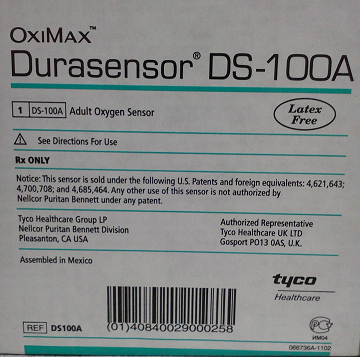 OXIMAX™
Durasensor® DS-100A
1 DS-100A Adult Oxygen Sensor
Latex Free
See Directions For Use
Rx ONLY
Notice: This sensor is sold under the following U.S. Patents and foreign equivalents: 4,621,643;
4,700,708; and 4,685,464. Any other use of this sensor is not authorized by
Nellcor Puritan Bennett under any patent.
Tyco Healthcare Group LP
Nellcor Puritan Bennett Division
Pleasanton, CA USA
Authorized Representative
Tyco Healthcare UK LTD
Gosport PO13 0AS, U.K.
Assembled in Mexico
tyco
Healthcare
REF DS100A
(01)40840029000258
ИМ04
066736A-1102